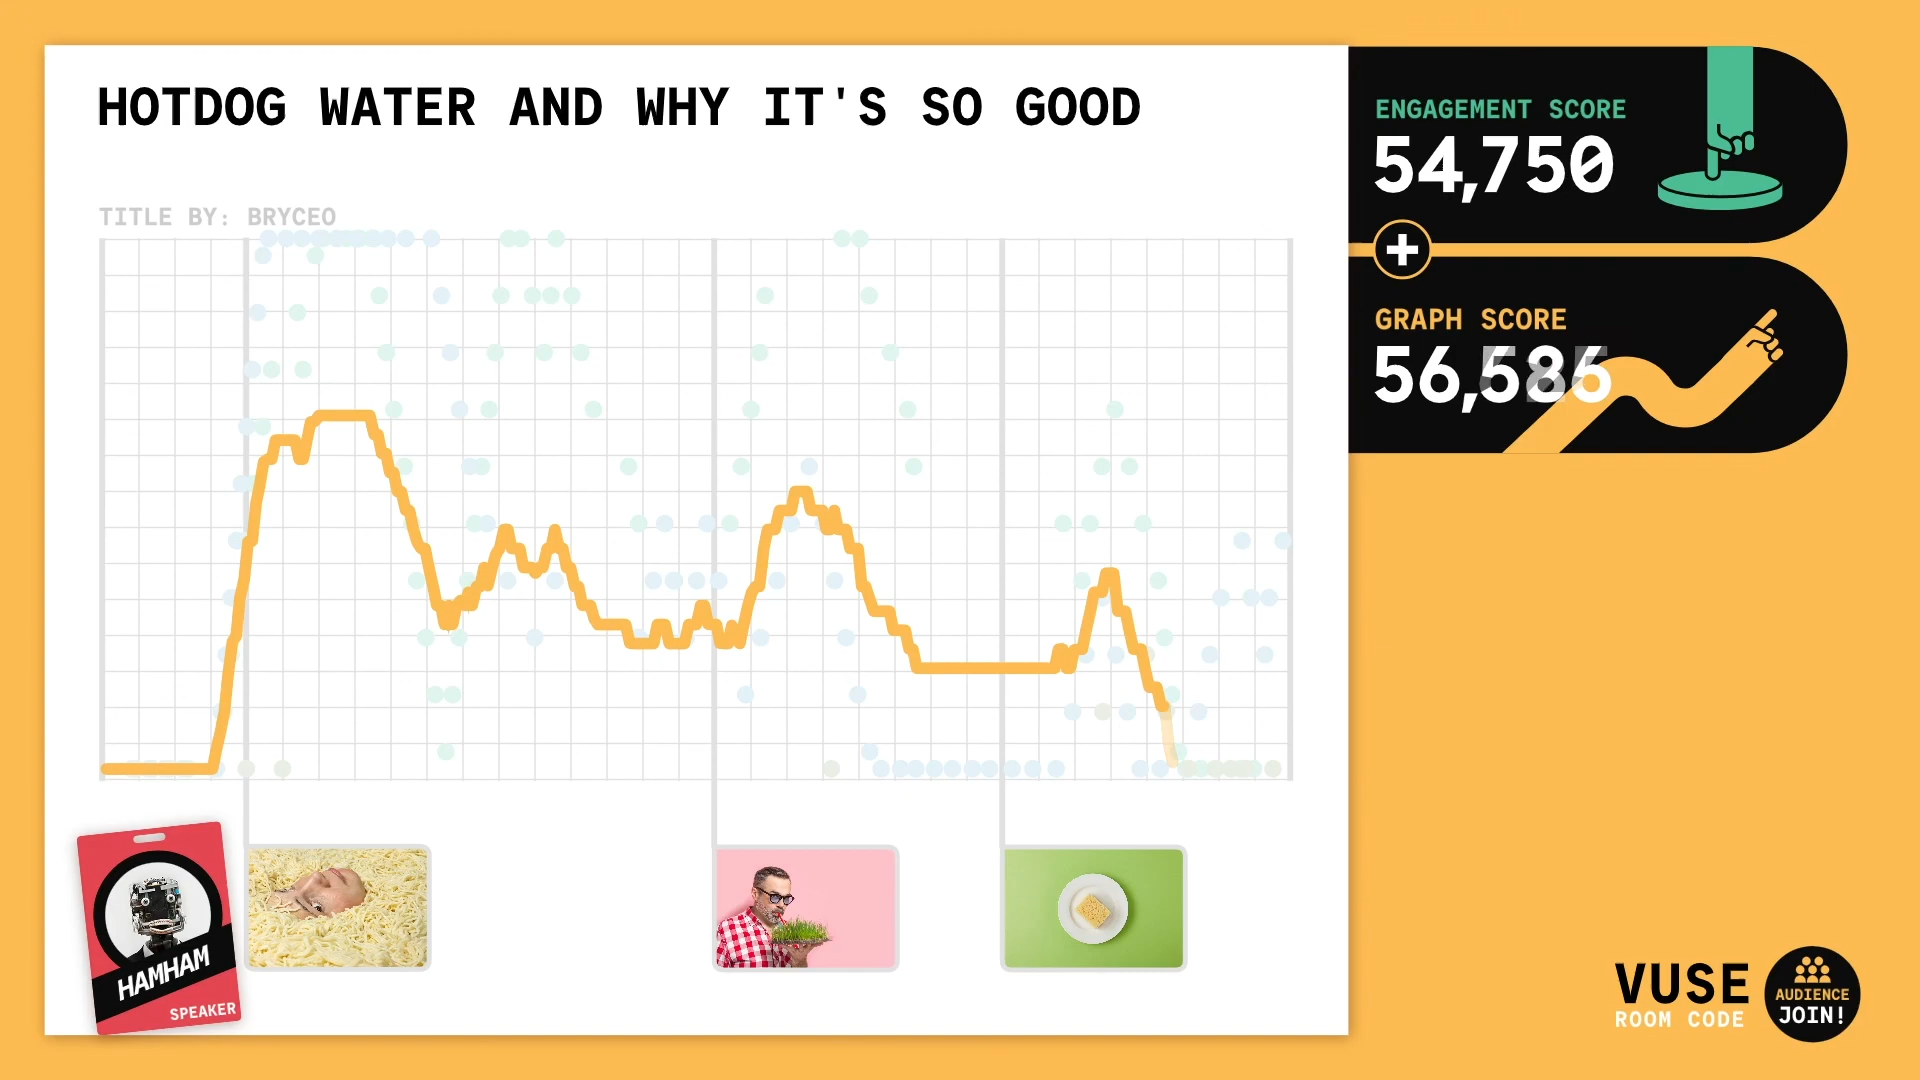 HOTDOG WATER AND WHY IT'S SO GOOD
TITLE BY: BRYCEO
ENGAGEMENT SCORE
54,750
GRAPH SCORE
HAMHAM
SPEAKER
VUSE
ROOM CODE
AUDIENCE
JOIN!